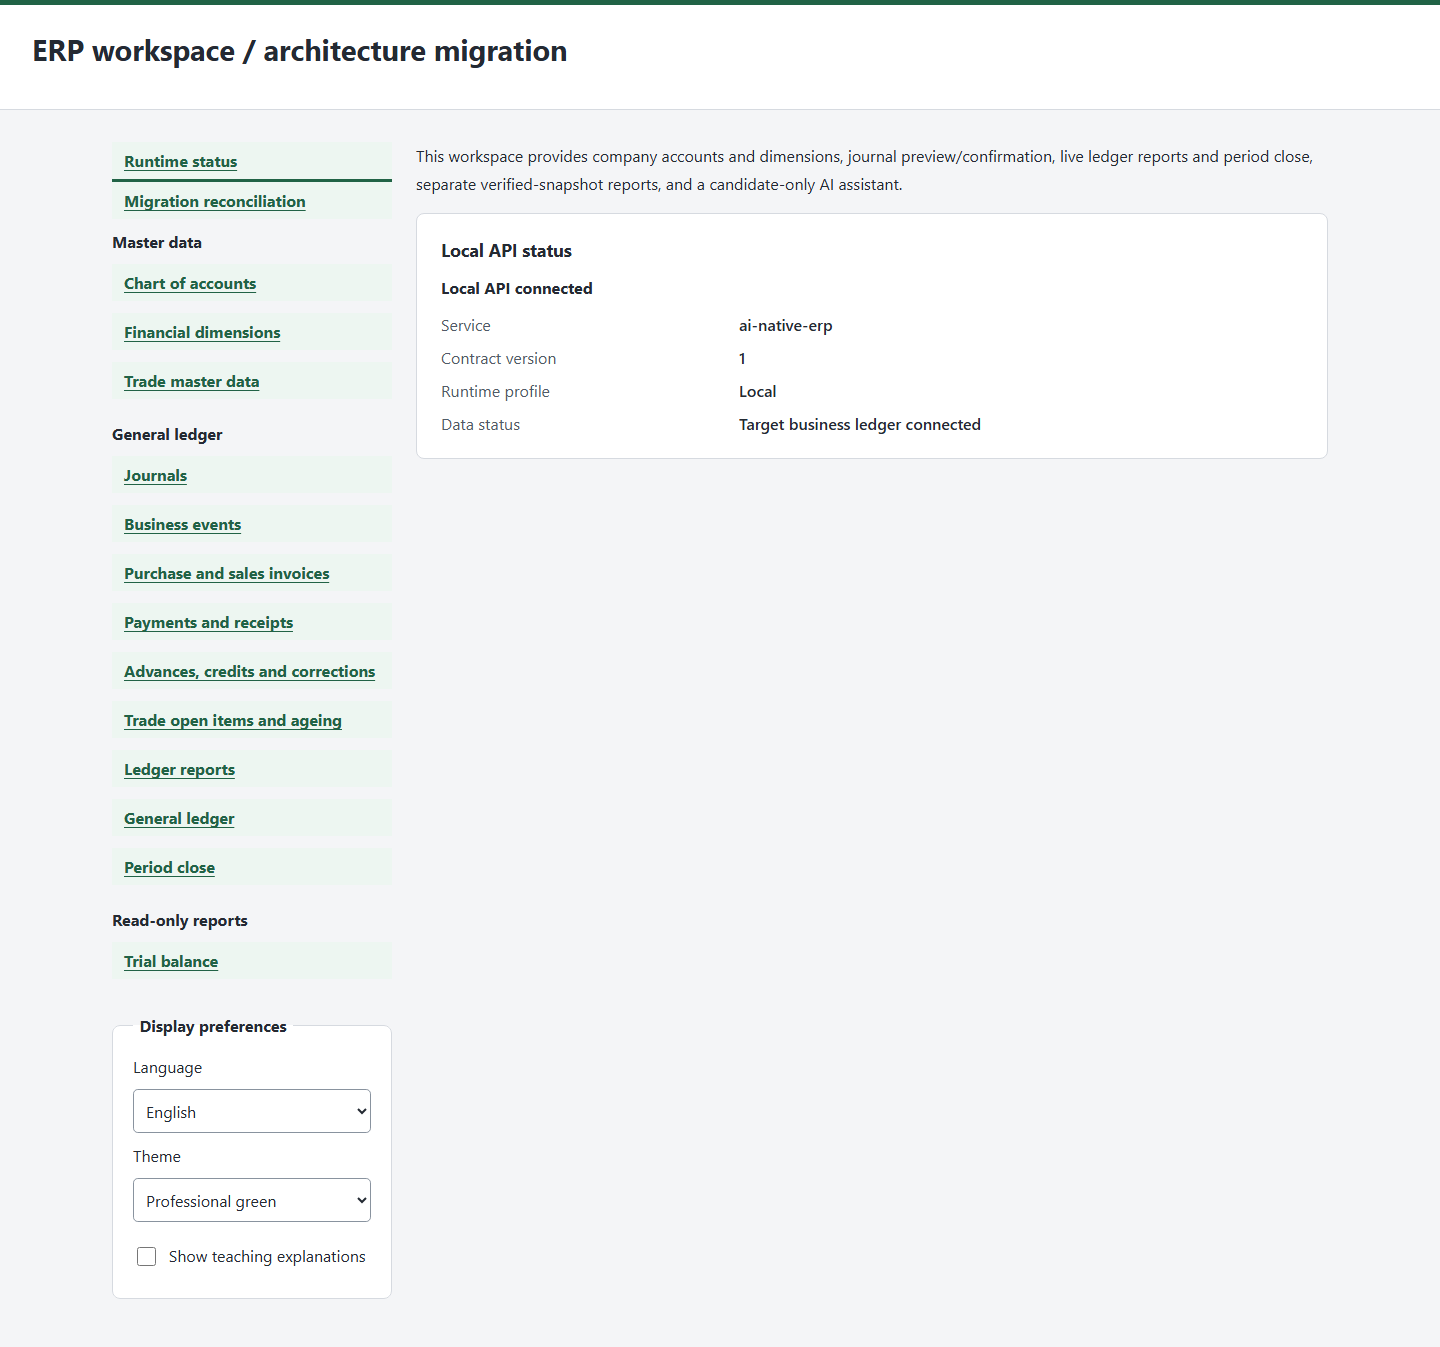 ERP workspace / architecture migration
Runtime status
Migration reconciliation
Master data
Chart of accounts
Financial dimensions
Trade master data
General ledger
Journals
Business events
Purchase and sales invoices
Payments and receipts
Advances, credits and corrections
Trade open items and ageing
Ledger reports
General ledger
Period close
Read-only reports
Trial balance
Display preferences
Language
English
Theme
Professional green
Show teaching explanations
This workspace provides company accounts and dimensions, journal preview/confirmation, live ledger reports and period close,
separate verified-snapshot reports, and a candidate-only AI assistant.
Local API status
Local API connected
Service ai-native-erp
Contract version 1
Runtime profile Local
Data status Target business ledger connected